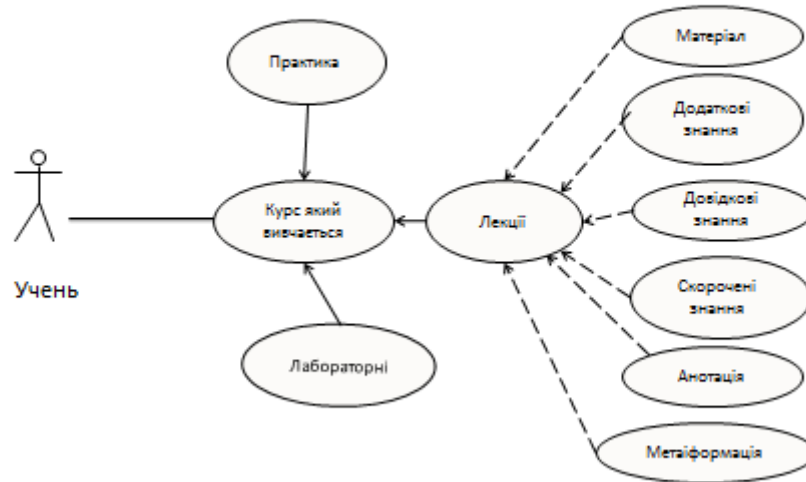 Практика
Матеріал
Додаткові
знання
Учень
Курс який
вивчається
Лекції
Довідкові
знання
Скорочені
знання
Лабораторні
Анотація
Метаіформація